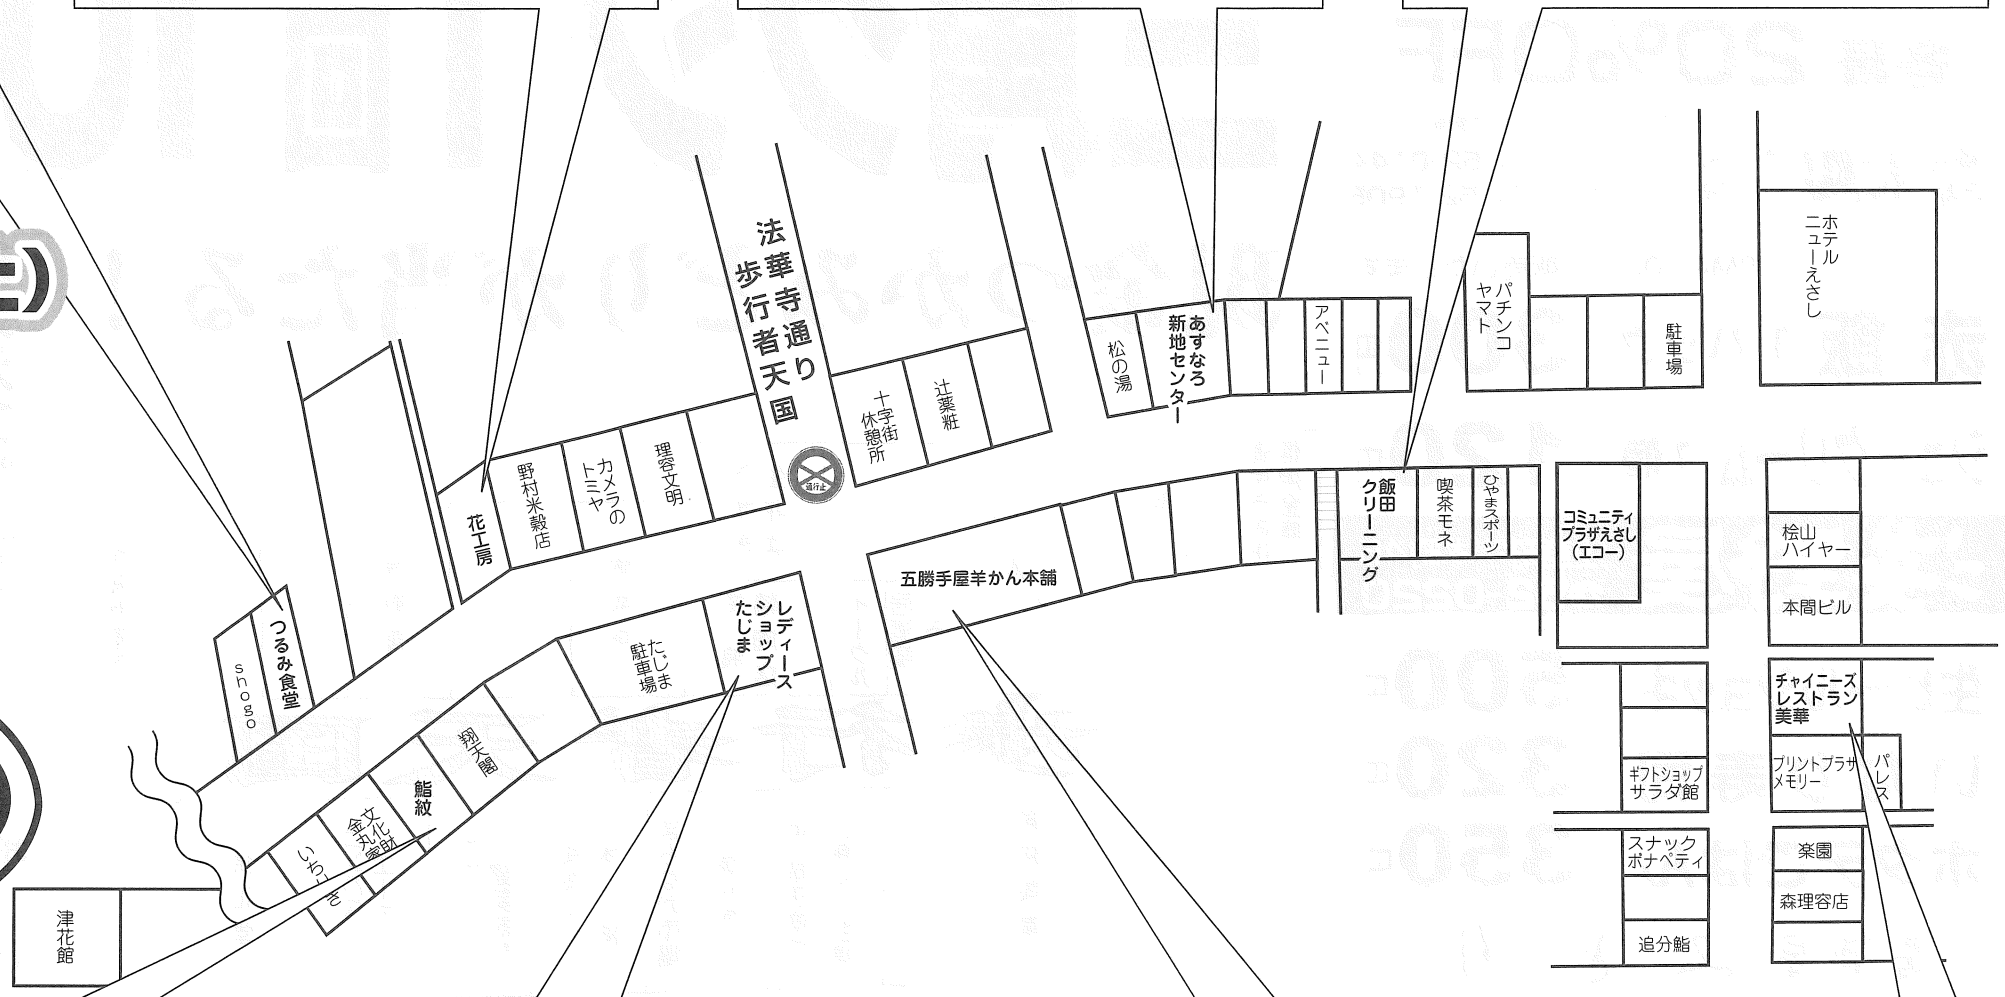 法華寺通り
歩行者天国
通行止
ホテル
ニューえさし
パチンコ
ヤマト
駐車場
アベニュー
あすなろ
新地センター
松の湯
辻薬粧
十字街
休憩所
理容文明
カメラの
トミヤ
野村米穀店
花工房
つるみ食堂
shogo
五勝手屋羊かん本舗
飯田
クリーニング
喫茶モネ
ひやまスポーツ
コミュニティ
プラザえさし
(エコー)
桧山
ハイヤー
本間ビル
レディース
ショップ
たじま
たじま
駐車場
翔天閣
鮨紋
文化財
金丸家
いちりき
津花館
チャイニーズ
レストラン
美華
プリントプラザ
メモリー
パレス
ギフトショップ
サラダ館
スナック
ボナペティ
追分鮨
楽園
森理容店